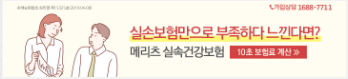 가입상담 1688-7711
실손보험만으로 부족하다 느낀다면?
메리츠 실속건강보험 10초 보험료 계산 »